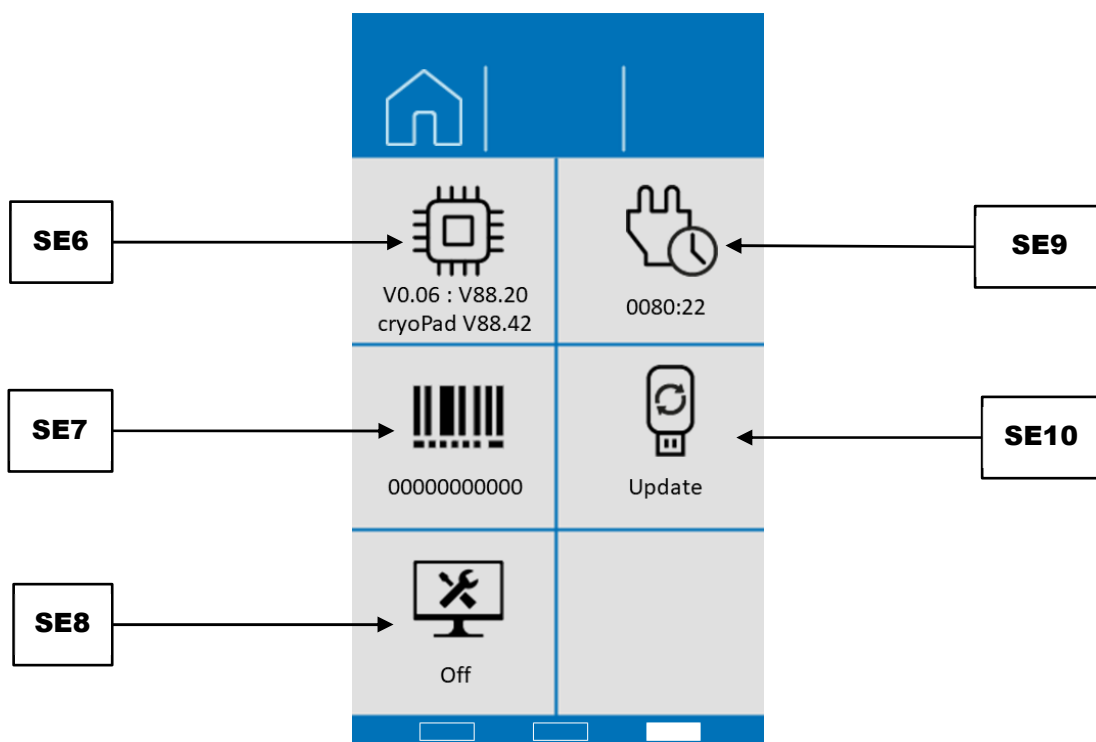 SE6
V0.06 : V88.20
cryoPad V88.42
SE9
0080:22
SE7
00000000000
SE10
Update
SE8
Off